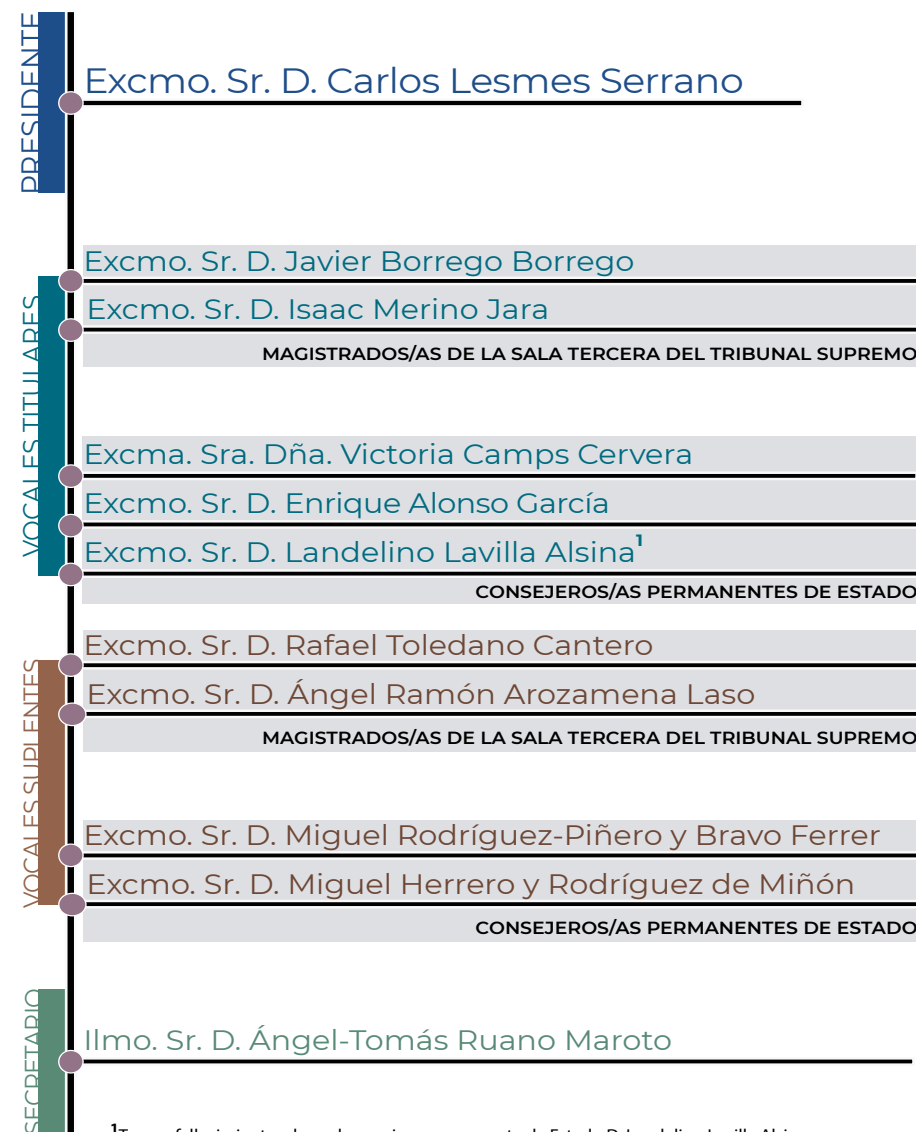 PRESIDENTE
Excmo. Sr. D. Carlos Lesmes Serrano
VOCALES TITULARES
Excmo. Sr. D. Javier Borrego Borrego
Excmo. Sr. D. Isaac Merino Jara
MAGISTRADOS/AS DE LA SALA TERCERA DEL TRIBUNAL SUPREMO
Excma. Sra. Dña. Victoria Camps Cervera
Excmo. Sr. D. Enrique Alonso García
Excmo. Sr. D. Landelino Lavilla Alsina¹
CONSEJEROS/AS PERMANENTES DE ESTADO
VOCALES SUPLENTES
Excmo. Sr. D. Rafael Toledano Cantero
Excmo. Sr. D. Ángel Ramón Arozamena Laso
MAGISTRADOS/AS DE LA SALA TERCERA DEL TRIBUNAL SUPREMO
Excmo. Sr. D. Miguel Rodríguez-Piñero y Bravo Ferrer
Excmo. Sr. D. Miguel Herrero y Rodríguez de Miñón
CONSEJEROS/AS PERMANENTES DE ESTADO
SECRETARIO
Ilmo. Sr. D. Ángel-Tomás Ruano Maroto